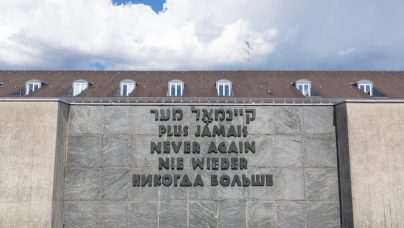 קיינמאל מער
PLUS JAMAIS
NEVER AGAIN
NIE WIEDER
НИКОГДА БОЛЬШЕ